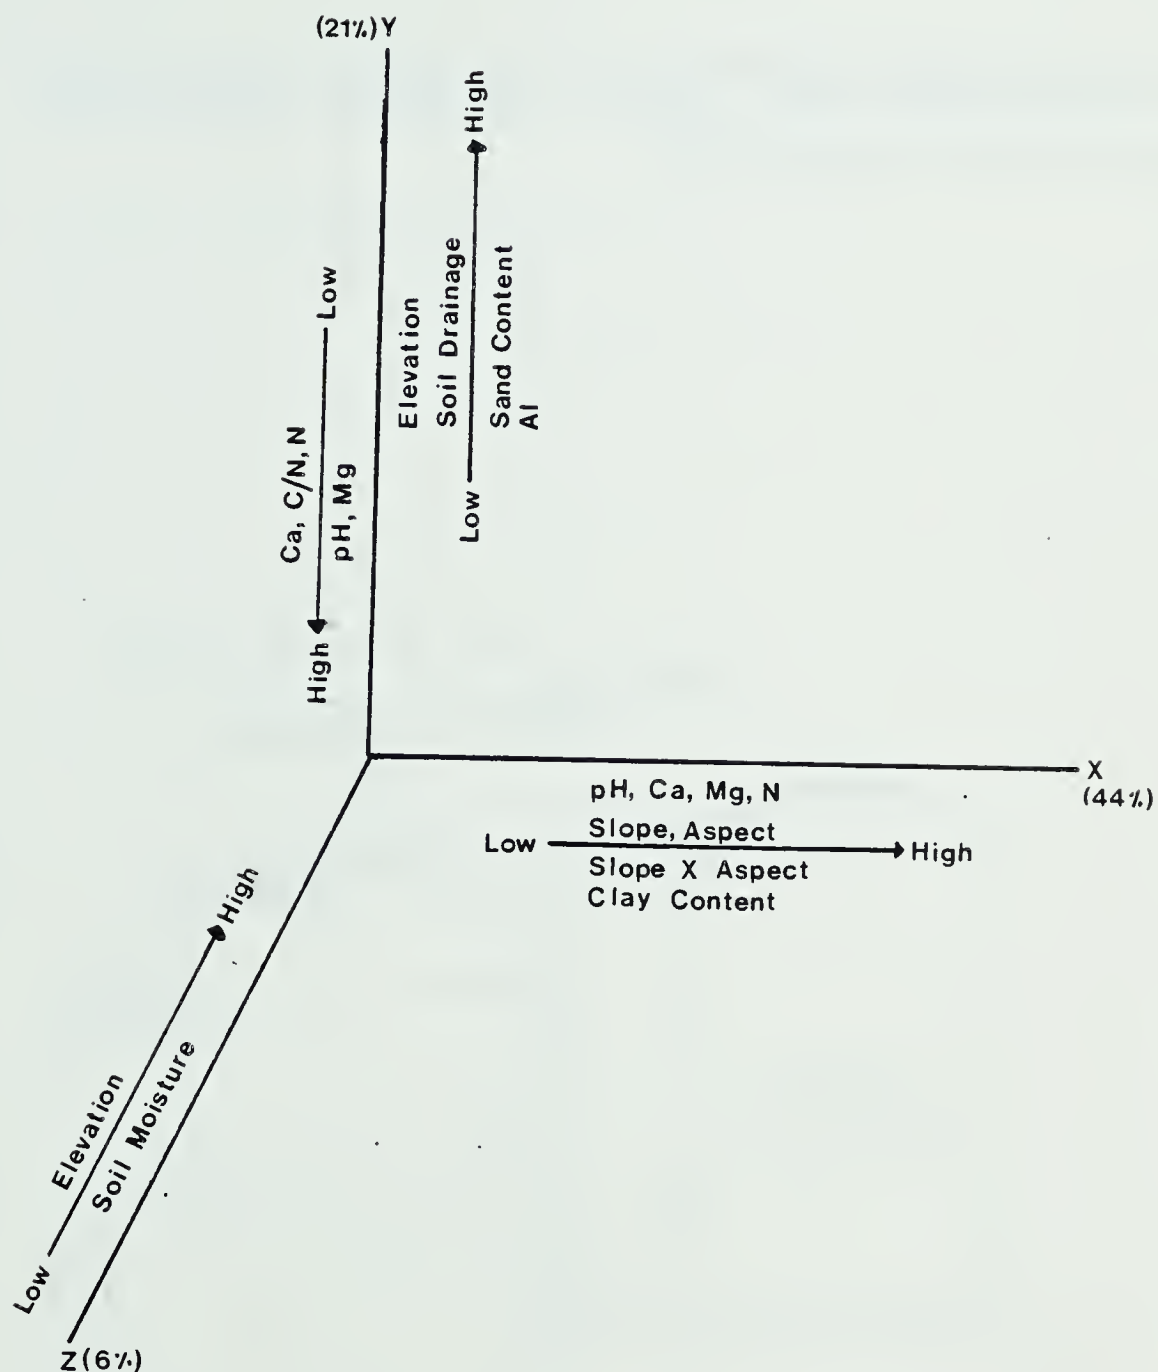 (21%) Y
High
Elevation
Soil Drainage
Sand Content
Al
Low
Low
Ca, C/N, N
pH, Mg
High
X
(44%)
pH, Ca, Mg, N
Slope, Aspect
Low
High
Slope X Aspect
Clay Content
High
Elevation
Soil Moisture
Low
Z (6%)